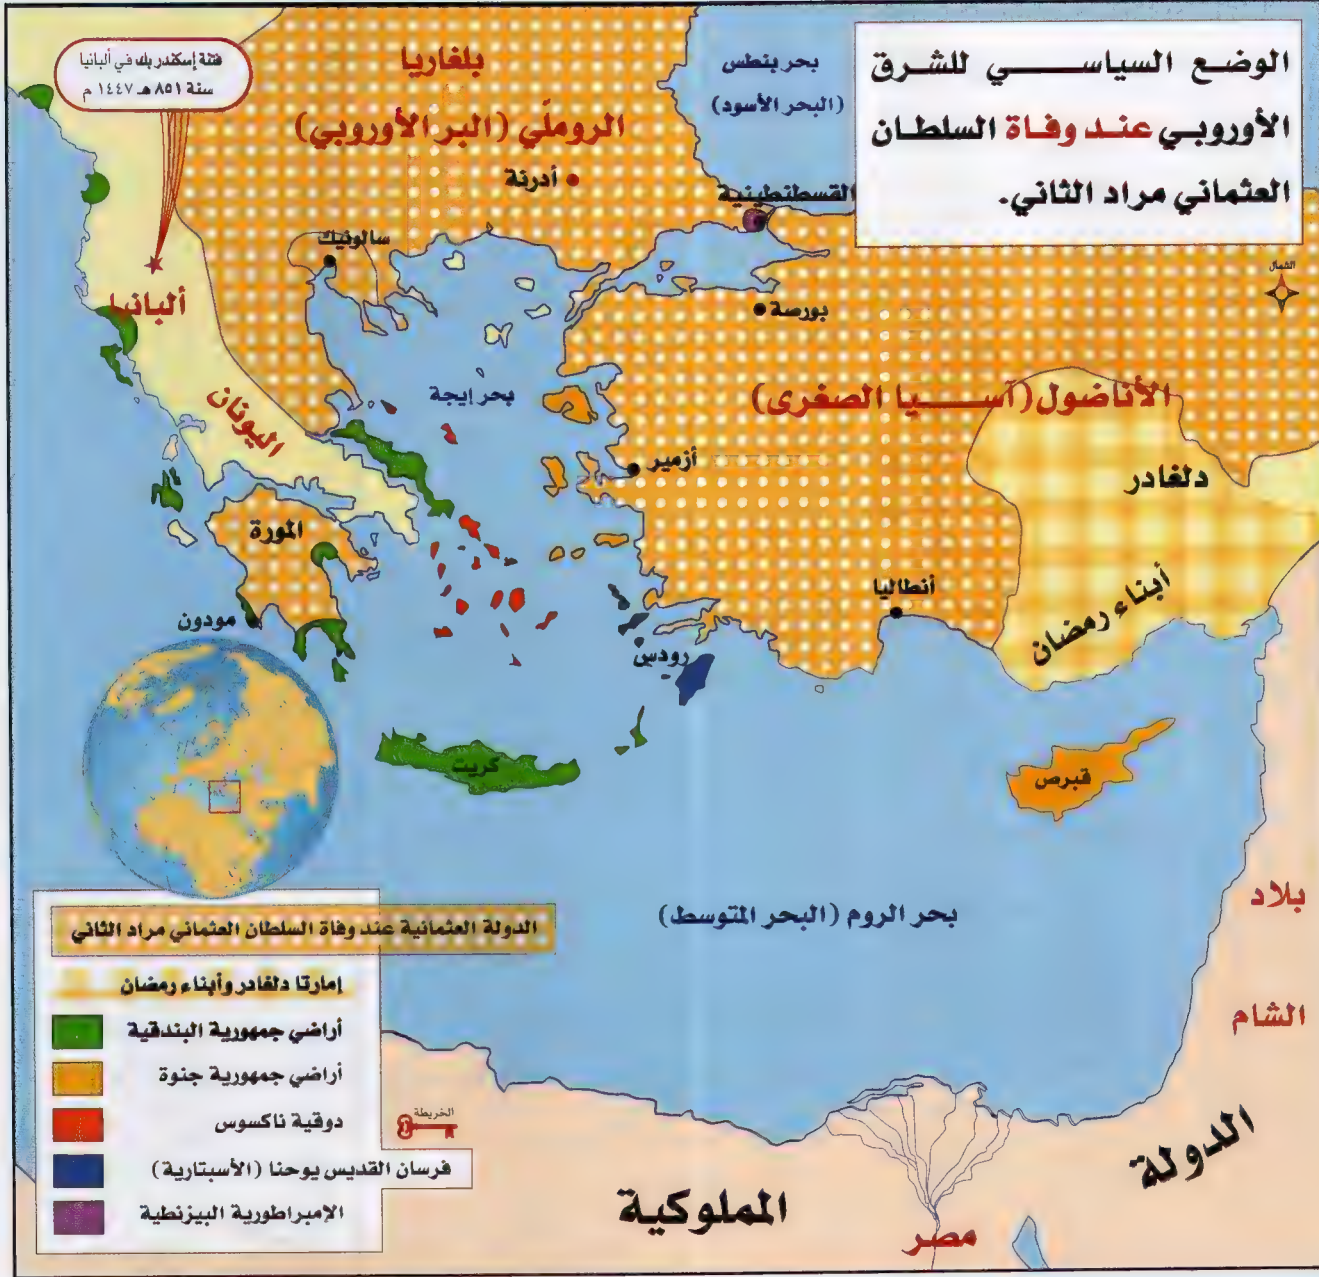 الوضع السياسي للشرق
الأوروبي عند وفاة السلطان
العثماني مراد الثاني.
فتنة إسكندر بك في ألبانيا
سنة ٨٥١ هـ ١٤٤٧ م
بلغاريا
الروملّي (البر الأوروبي)
أدرنة
بحر بنطس
(البحر الأسود)
القسطنطينية
سالونيك
الشمال
ألبانيا
بورصة
بحر إيجة
الأناضول (آسيا الصغرى)
اليونان
أزمير
دلغادر
المورة
أنطاليا
أبناء رمضان
مودون
رودس
كريت
قبرص
بحر الروم (البحر المتوسط)
بلاد
الشام
الدولة
المملوكية
مصر
الخريطة
الدولة العثمانية عند وفاة السلطان العثماني مراد الثاني
إمارتا دلغادر وأبناء رمضان
أراضي جمهورية البندقية
أراضي جمهورية جنوة
دوقية ناكسوس
فرسان القديس يوحنا (الأسبتارية)
الإمبراطورية البيزنطية